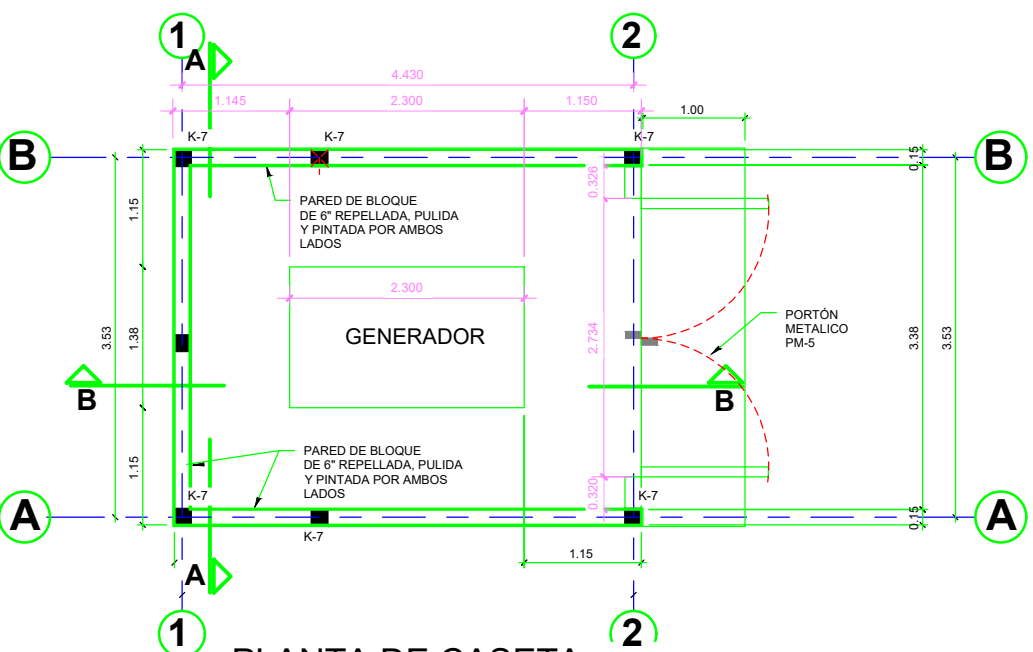 1
2
A
4.430
1.145
2.300
1.150
1.00
K-7
K-7
K-7
B
B
0.15
0.326
1.15
PARED DE BLOQUE
DE 6" REPELLADA, PULIDA
Y PINTADA POR AMBOS
LADOS
2.300
GENERADOR
PORTÓN
METALICO
PM-5
3.53
1.38
2.734
3.38
3.53
B
B
PARED DE BLOQUE
DE 6" REPELLADA, PULIDA
Y PINTADA POR AMBOS
LADOS
1.15
0.320
K-7
K-7
A
A
0.15
K-7
1.15
A
1
2
PLANTA DE CASETA